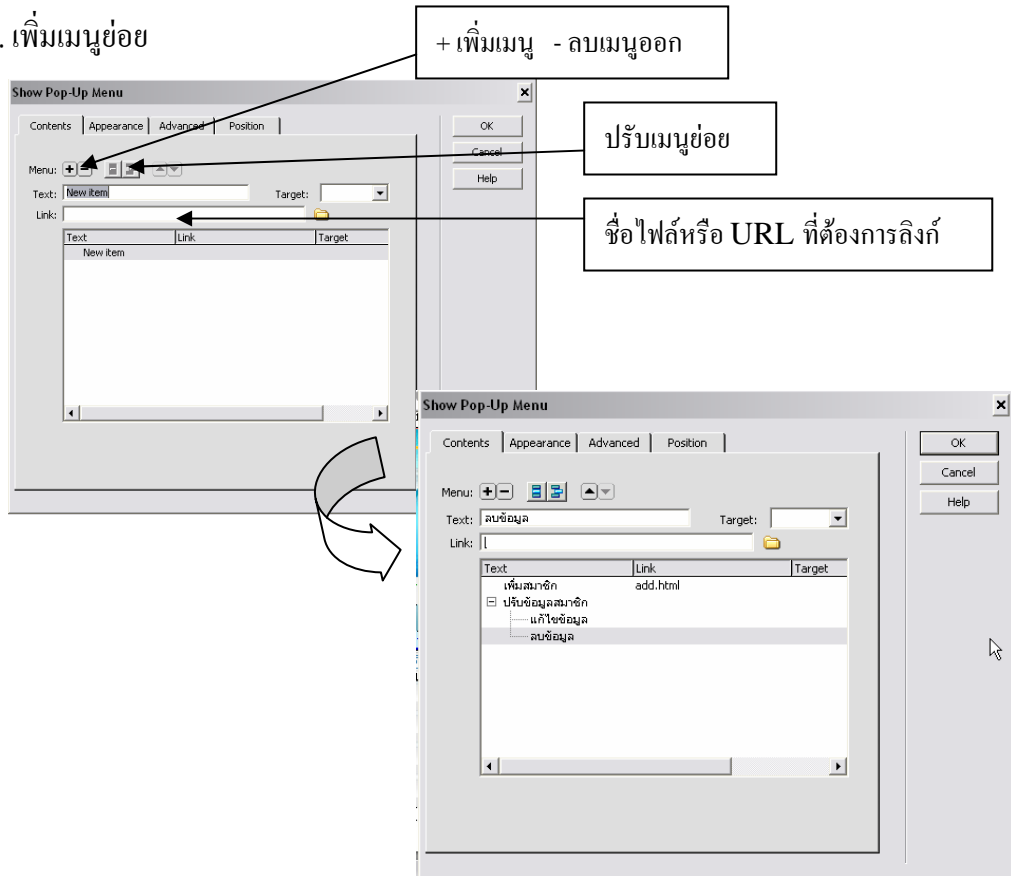 . เพิ่มเมนูย่อย
+ เพิ่มเมนู - ลบเมนูออก
Show Pop-Up Menu
Contents Appearance Advanced Position
OK
Cancel
Help
Menu:
Text: New item Target:
Link:
Text Link Target
New item
ปรับเมนูย่อย
ชื่อไฟล์หรือ URL ที่ต้องการลิงก์
Show Pop-Up Menu
Contents Appearance Advanced Position
OK
Cancel
Help
Menu:
Text: ลบข้อมูล Target:
Link:
Text Link Target
เพิ่มสมาชิก add.html
ปรับข้อมูลสมาชิก
แก้ไขข้อมูล
ลบข้อมูล